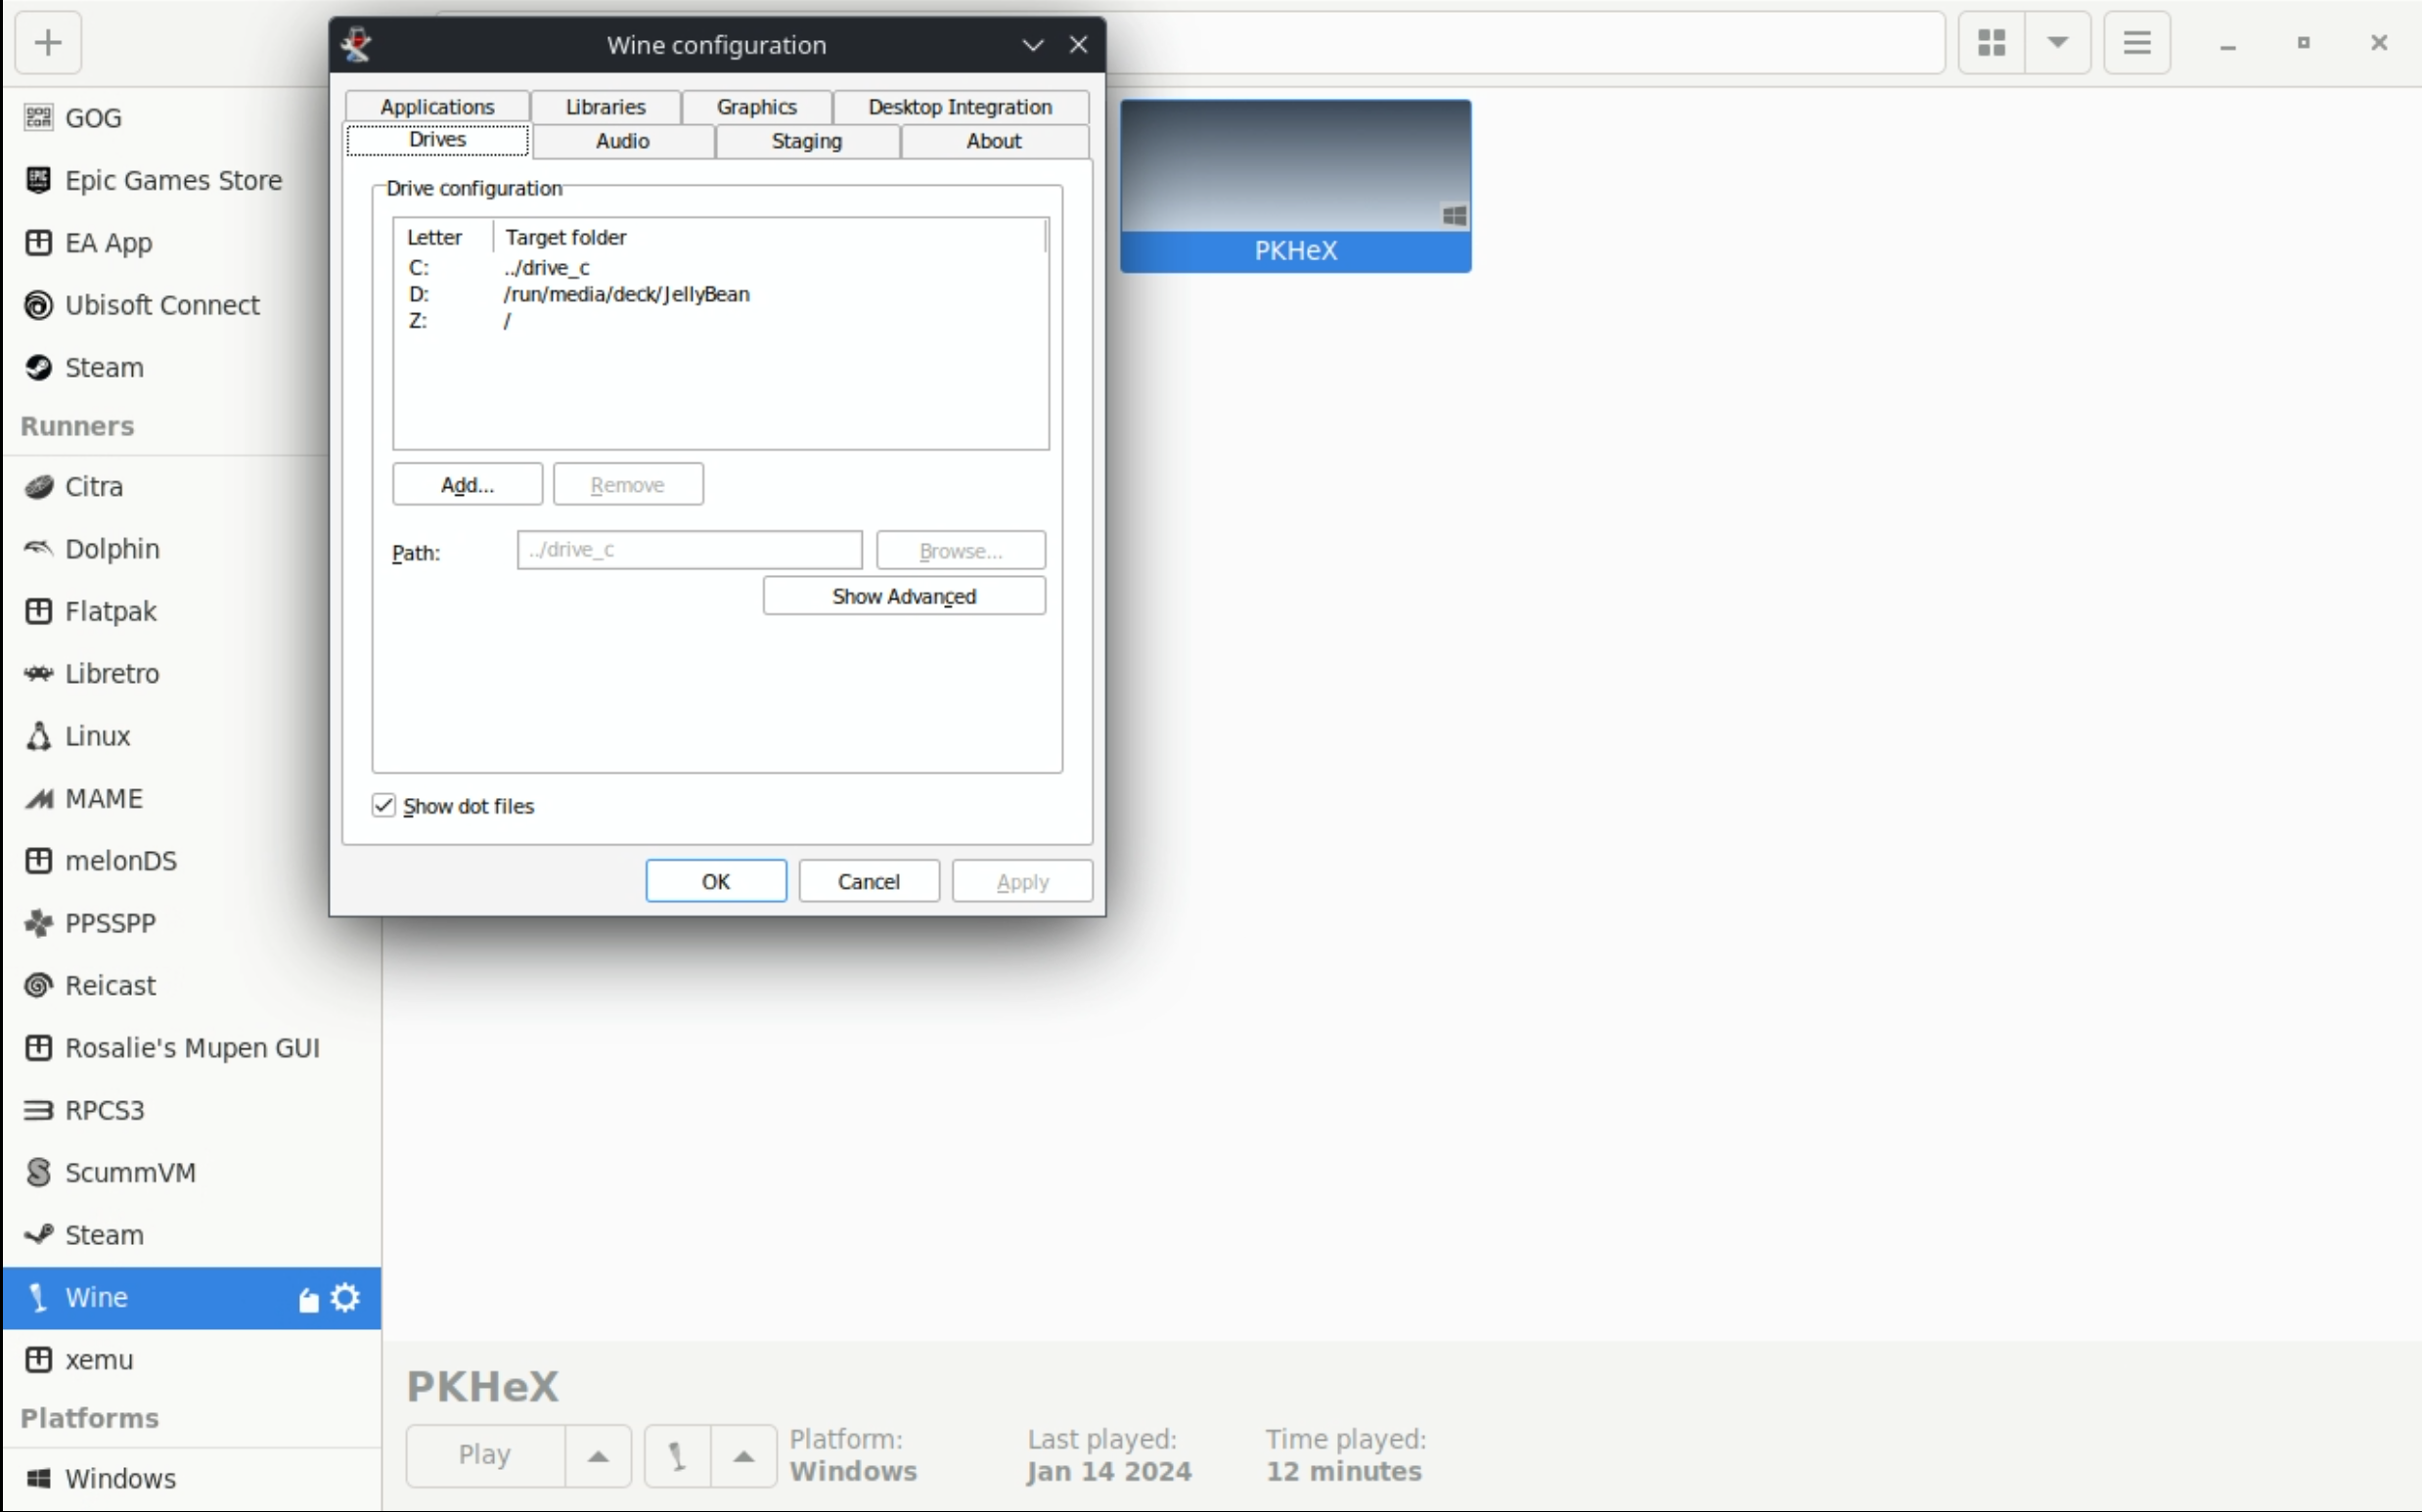 GOG
Epic Games Store
EA App
Ubisoft Connect
Steam
Runners
Citra
Dolphin
Flatpak
Libretro
Linux
MAME
melonDS
PPSSPP
Reicast
Rosalie's Mupen GUI
RPCS3
ScummVM
Steam
Wine
xemu
Platforms
Windows
Wine configuration
Applications Libraries Graphics Desktop Integration
Drives Audio Staging About
Drive configuration
Letter Target folder
C: ../drive_c
D: /run/media/deck/JellyBean
Z: /
Add... Remove
Path: ../drive_c Browse...
Show Advanced
Show dot files
OK Cancel Apply
PKHeX
PKHeX
Play
Platform: Last played: Time played:
Windows Jan 14 2024 12 minutes